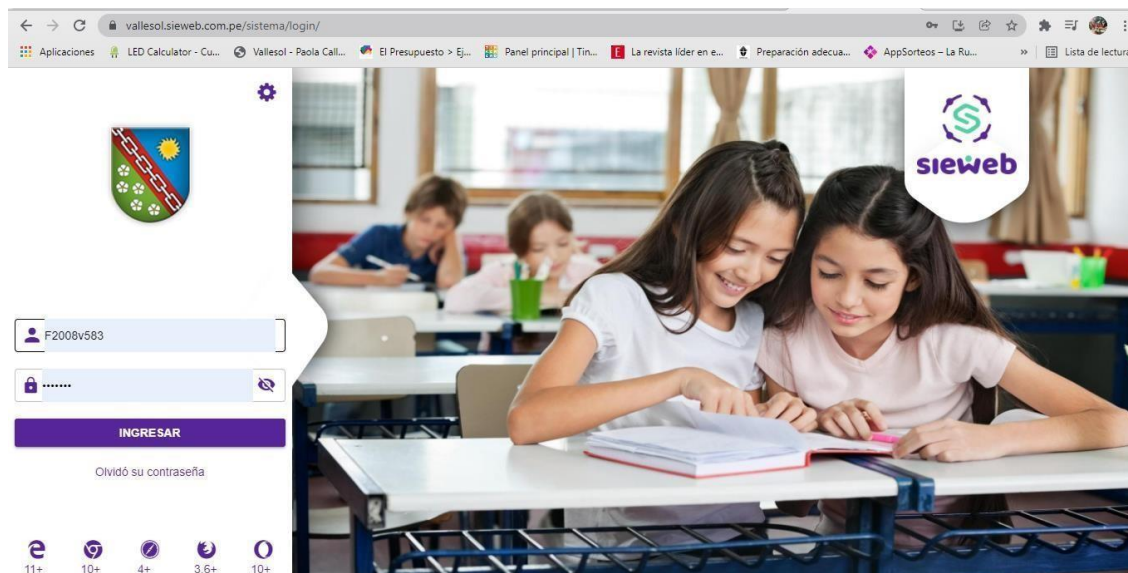 vallesol.sieweb.com.pe/sistema/login/
Aplicaciones LED Calculator - Cu... Vallesol - Paola Call... El Presupuesto > Ej... Panel principal | Tin... La revista líder en e... Preparación adecua... AppSorteos – La Ru... » Lista de lectura
sieweb
F2008v583
•••••••
INGRESAR
Olvidó su contraseña
11+ 10+ 4+ 3.6+ 10+